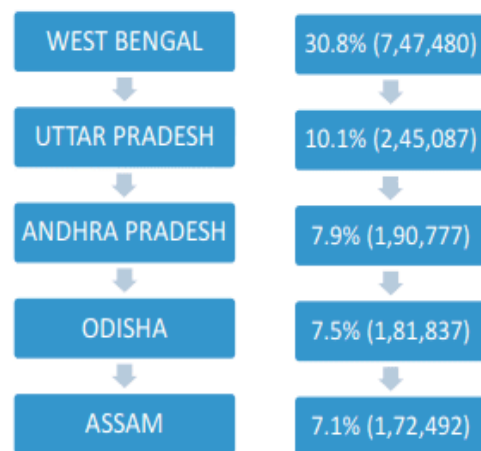 WEST BENGAL
30.8% (7,47,480)
UTTAR PRADESH
10.1% (2,45,087)
ANDHRA PRADESH
7.9% (1,90,777)
ODISHA
7.5% (1,81,837)
ASSAM
7.1% (1,72,492)